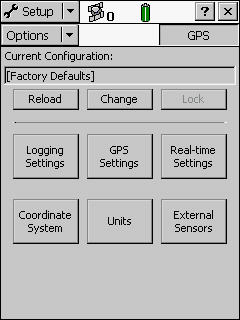 Setup 0 ? X
Options GPS
Current Configuration:
[Factory Defaults]
Reload Change Lock
Logging Settings
GPS Settings
Real-time Settings
Coordinate System
Units
External Sensors